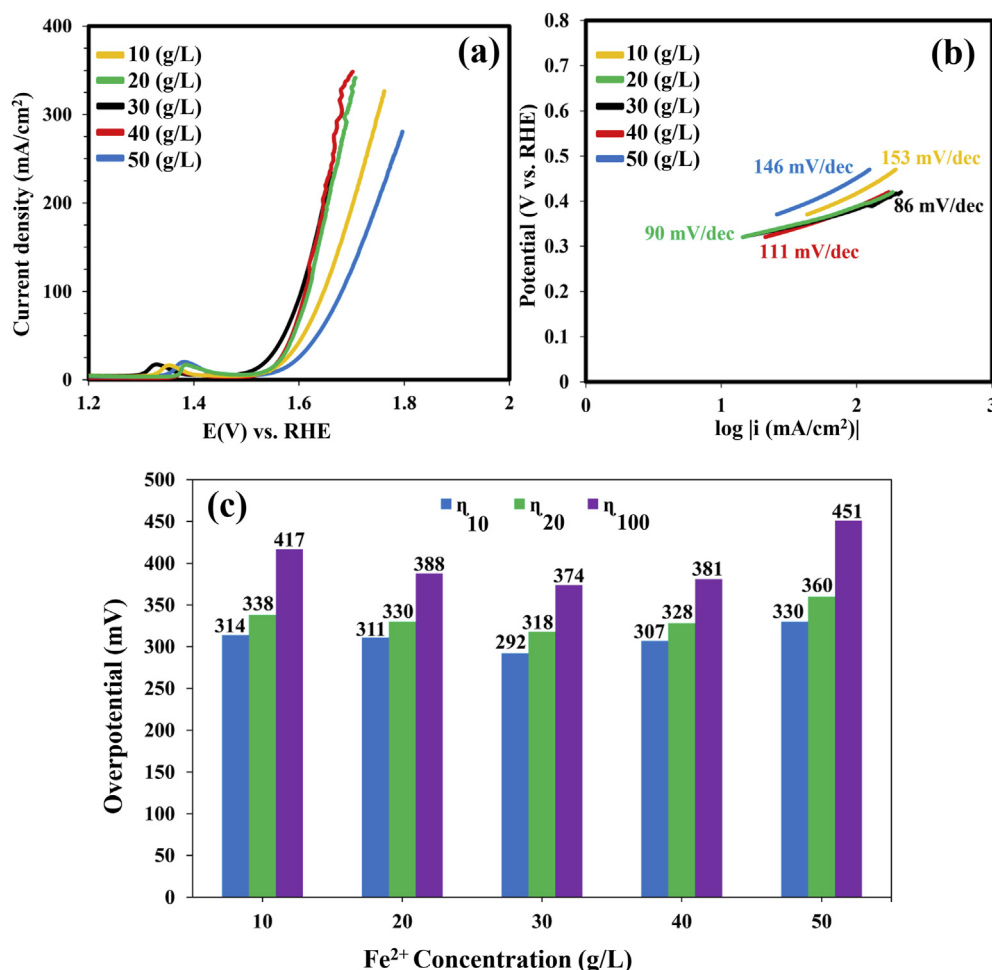 (a)
400
300
200
100
0
Current density (mA/cm²)
10 (g/L)
20 (g/L)
30 (g/L)
40 (g/L)
50 (g/L)
1.2 1.4 1.6 1.8 2
E(V) vs. RHE
(b)
0.8
0.7
0.6
0.5
0.4
0.3
0.2
0.1
0
Potential (V vs. RHE)
10 (g/L)
20 (g/L)
30 (g/L)
40 (g/L)
50 (g/L)
146 mV/dec
153 mV/dec
86 mV/dec
90 mV/dec
111 mV/dec
0 1 2 3
log |i (mA/cm²)|
(c)
η10 η20 η100
500
450
400
350
300
250
200
150
100
50
0
Overpotential (mV)
314 338 417
311 330 388
292 318 374
307 328 381
330 360 451
10 20 30 40 50
Fe²⁺ Concentration (g/L)